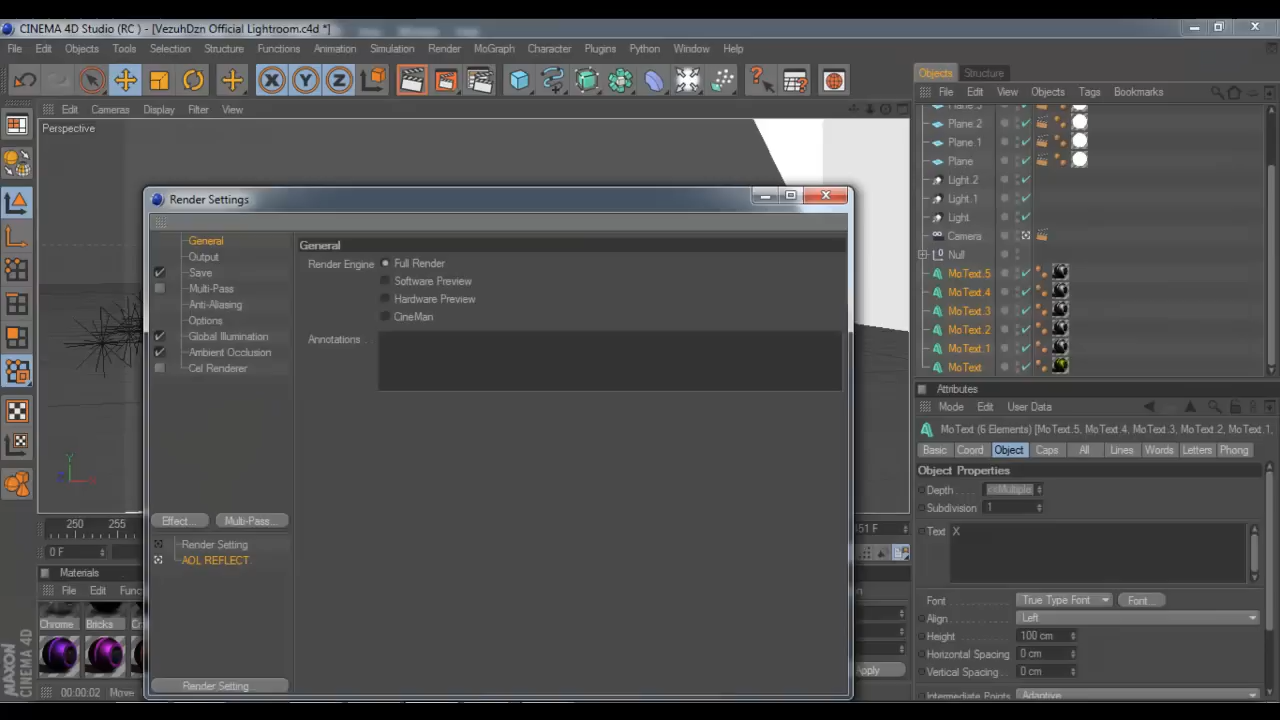 CINEMA 4D Studio (RC ) - [VezuhDzn Official Lightroom.c4d *]
File Edit Objects Tools Selection Structure Functions Animation Simulation Render MoGraph Character Plugins Python Window Help
X Y Z
Objects Structure
File Edit View Objects Tags Bookmarks
Edit Cameras Display Filter View
Perspective
Plane.2
Plane.1
Plane
Light.2
Light.1
Light
Camera
Null
MoText.5
MoText.4
MoText.3
MoText.2
MoText.1
MoText
Render Settings
General
Output
Save
Multi-Pass
Anti-Aliasing
Options
Global Illumination
Ambient Occlusion
Cel Renderer
General
Render Engine Full Render
Software Preview
Hardware Preview
CineMan
Annotations .
Effect... Multi-Pass...
Render Setting
AOL REFLECT.
Render Setting...
Y
250 255
0 F
Materials
File Edit Func
Chrome Bricks
00:00:02 Move
MAXON
CINEMA 4D
Apply
Attributes
Mode Edit User Data
MoText (6 Elements) [MoText.5, MoText.4, MoText.3, MoText.2, MoText.1,
Basic Coord Object Caps All Lines Words Letters Phong
Object Properties
Depth . . . . <<Multiple
Subdivision 1
Text X
Font True Type Font Font...
Align Left
Height 100 cm
Horizontal Spacing 0 cm
Vertical Spacing . . 0 cm
Intermediate Points Adaptive